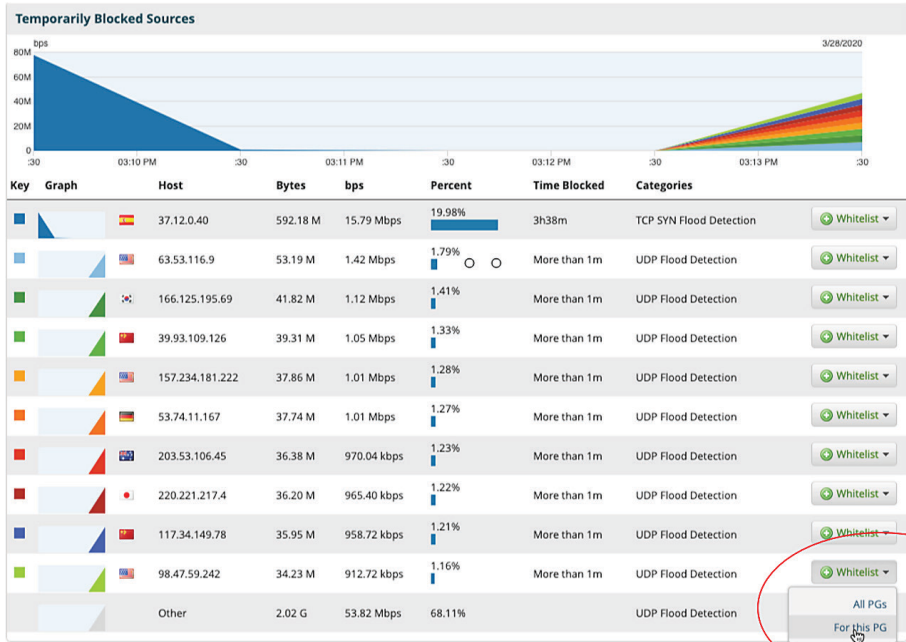 Temporarily Blocked Sources
bps 3/28/2020
80M
60M
40M
20M
0
:30 03:10 PM :30 03:11 PM :30 03:12 PM :30 03:13 PM :30
Key Graph Host Bytes bps Percent Time Blocked Categories
37.12.0.40 592.18 M 15.79 Mbps 19.98% 3h38m TCP SYN Flood Detection Whitelist
63.53.116.9 53.19 M 1.42 Mbps 1.79% More than 1m UDP Flood Detection Whitelist
166.125.195.69 41.82 M 1.12 Mbps 1.41% More than 1m UDP Flood Detection Whitelist
39.93.109.126 39.31 M 1.05 Mbps 1.33% More than 1m UDP Flood Detection Whitelist
157.234.181.222 37.86 M 1.01 Mbps 1.28% More than 1m UDP Flood Detection Whitelist
53.74.11.167 37.74 M 1.01 Mbps 1.27% More than 1m UDP Flood Detection Whitelist
203.53.106.45 36.38 M 970.04 kbps 1.23% More than 1m UDP Flood Detection Whitelist
220.221.217.4 36.20 M 965.40 kbps 1.22% More than 1m UDP Flood Detection Whitelist
117.34.149.78 35.95 M 958.72 kbps 1.21% More than 1m UDP Flood Detection Whitelist
98.47.59.242 34.23 M 912.72 kbps 1.16% More than 1m UDP Flood Detection Whitelist
Other 2.02 G 53.82 Mbps 68.11% UDP Flood Detection
All PGs
For this PG